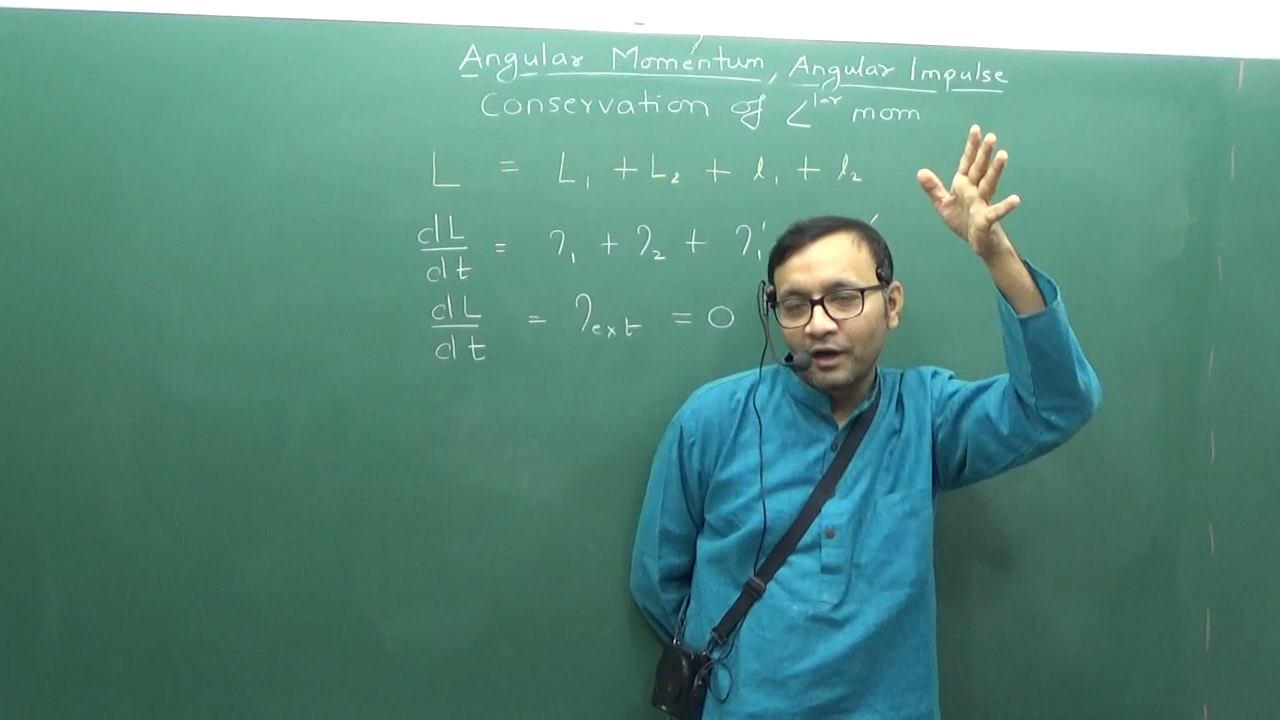 Angular Momentum, Angular Impulse
Conservation of ∠lar mom
L = L₁ + L₂ + l₁ + l₂
dL/dt = τ₁ + τ₂ + τ₁′
dL/dt = τext = 0